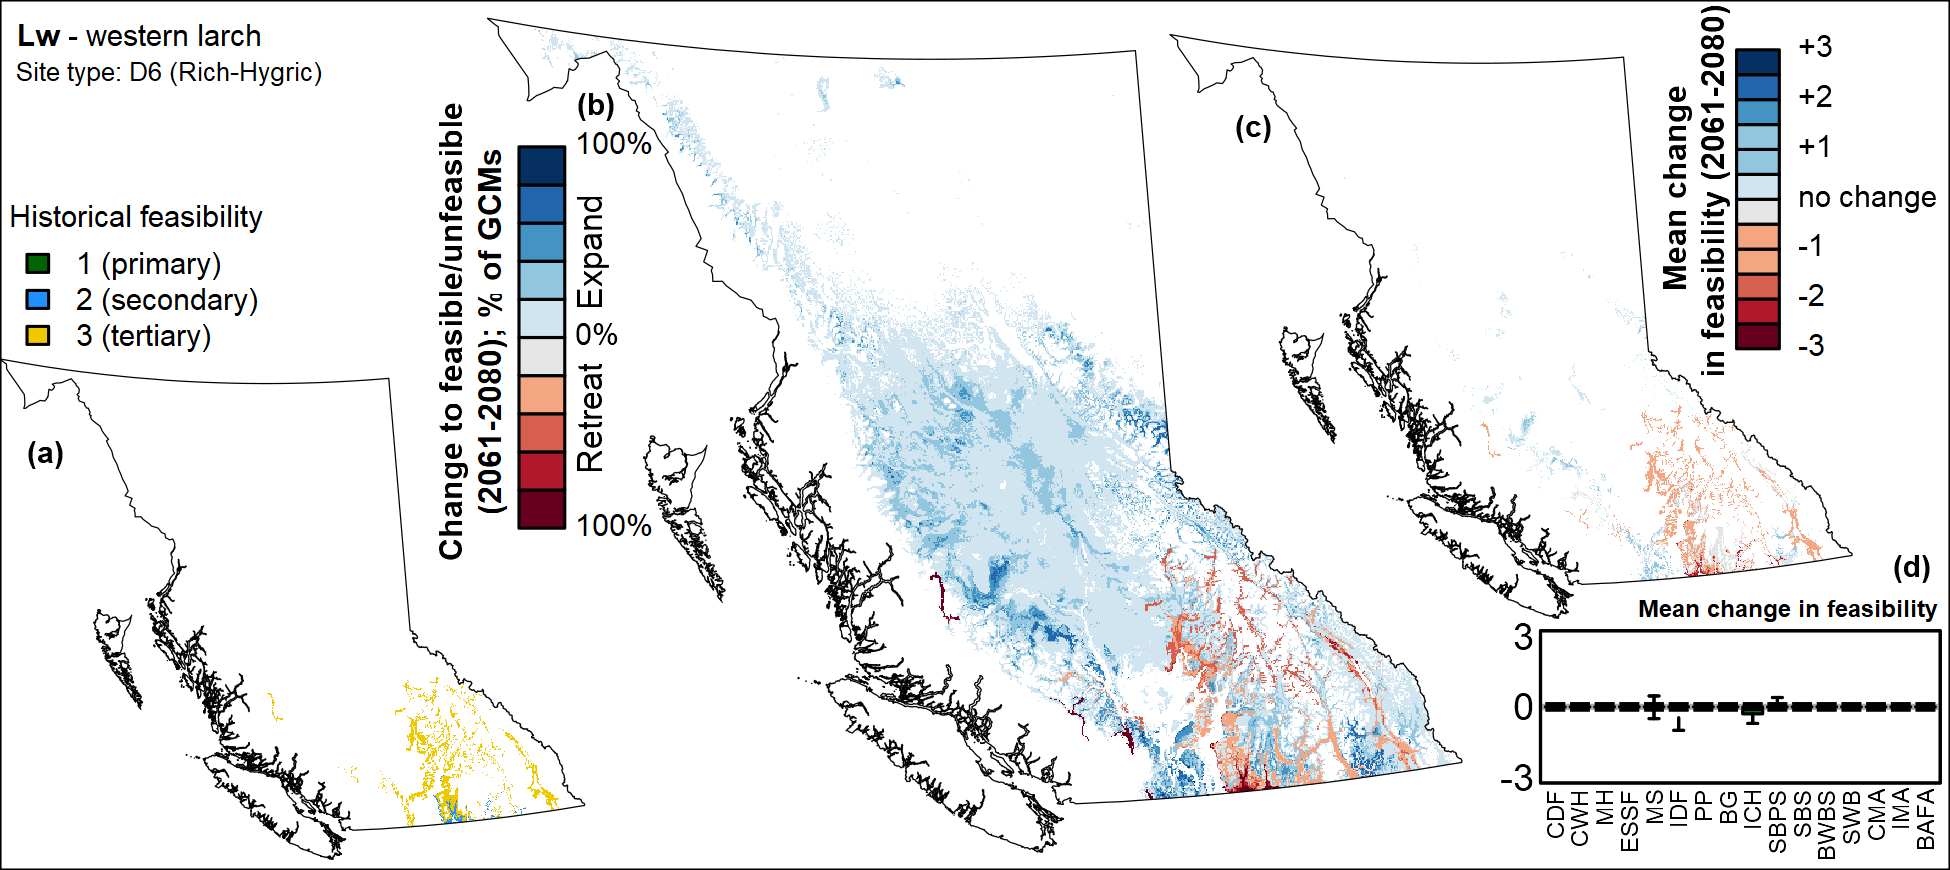 Lw - western larch
Site type: D6 (Rich-Hygric)
Historical feasibility
1 (primary)
2 (secondary)
3 (tertiary)
(a)
(b)
Change to feasible/unfeasible
(2061-2080); % of GCMs
100%
Expand
0%
Retreat
100%
(c)
Mean change
in feasibility (2061-2080)
+3
+2
+1
no change
-1
-2
-3
(d)
Mean change in feasibility
3
0
-3
CDF
CWH
MH
ESSF
MS
IDF
PP
BG
ICH
SBPS
SBS
BWBS
SWB
CMA
IMA
BAFA